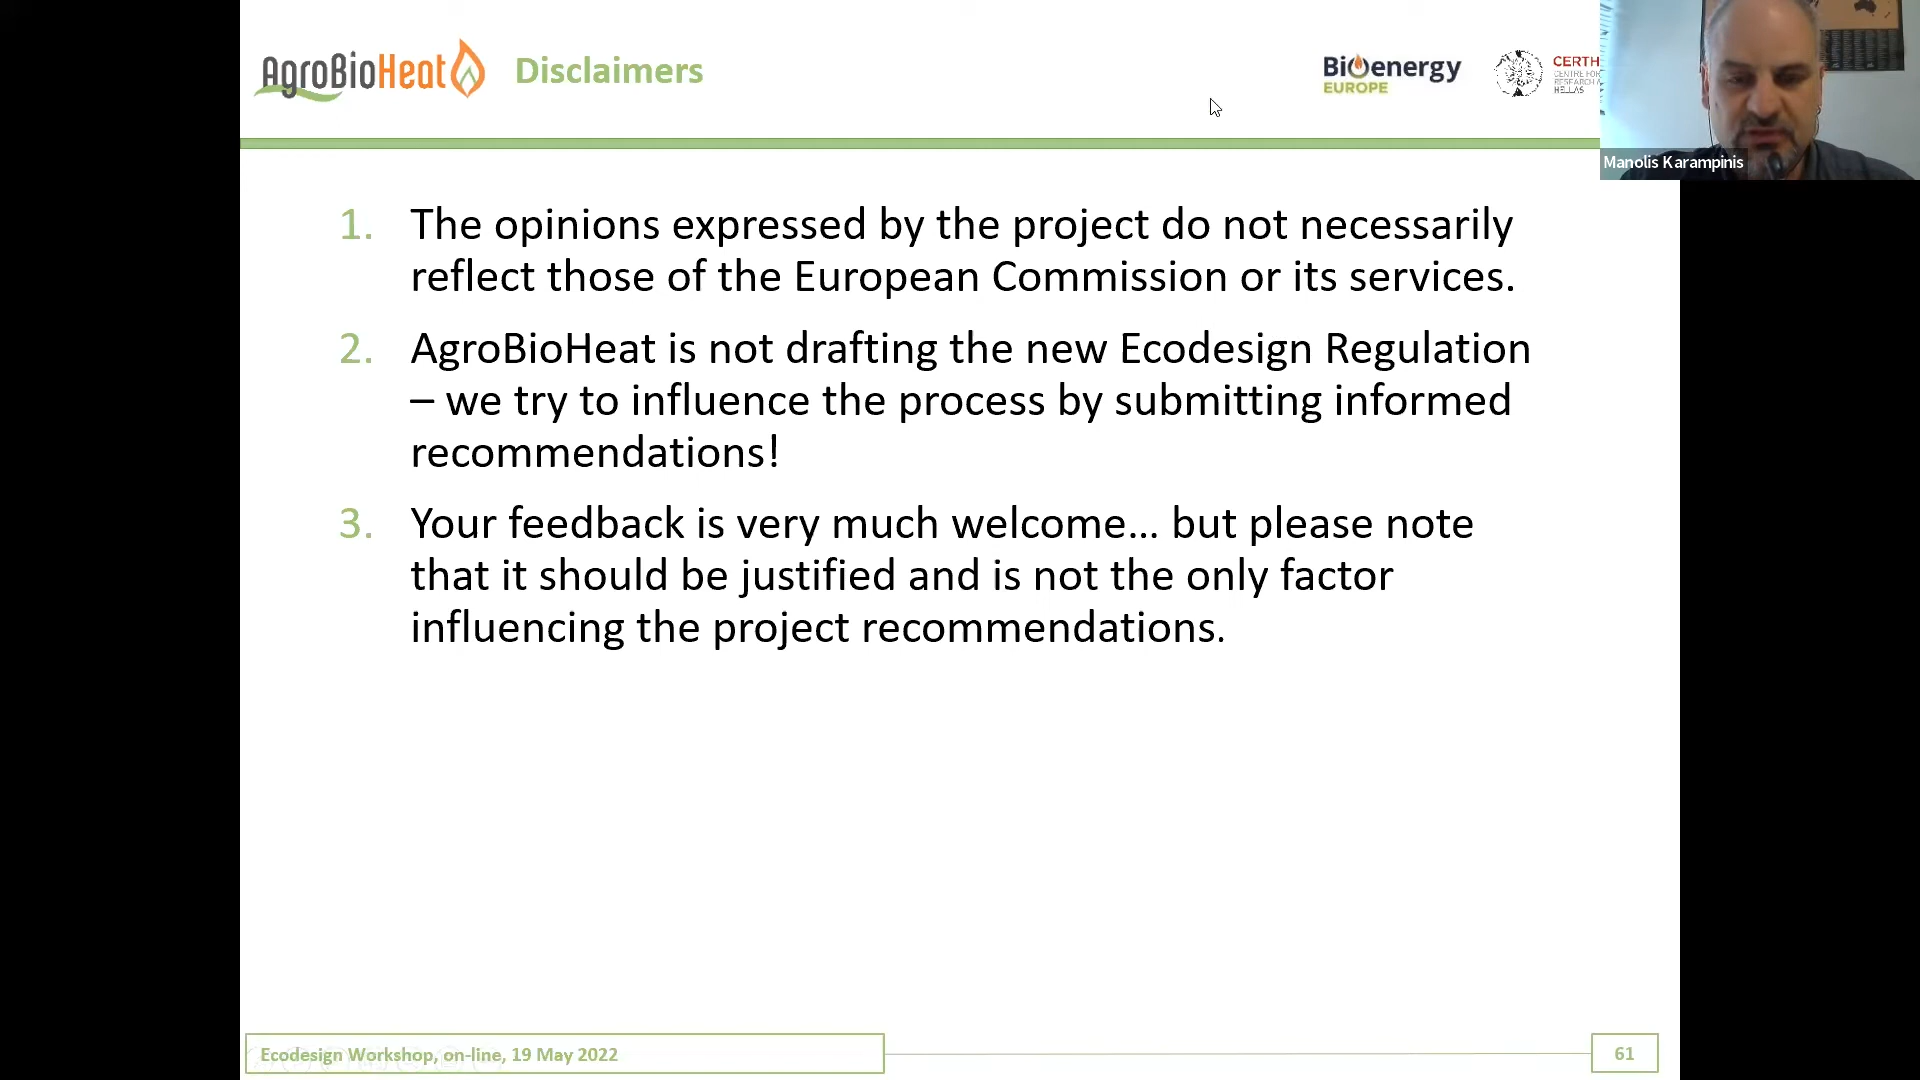 AgroBioHeat
Disclaimers
Bioenergy
EUROPE
CERTH
CENTRE FOR
RESEARCH &
HELLAS
Manolis Karampinis
1. The opinions expressed by the project do not necessarily
reflect those of the European Commission or its services.
2. AgroBioHeat is not drafting the new Ecodesign Regulation
– we try to influence the process by submitting informed
recommendations!
3. Your feedback is very much welcome… but please note
that it should be justified and is not the only factor
influencing the project recommendations.
Ecodesign Workshop, on-line, 19 May 2022
61